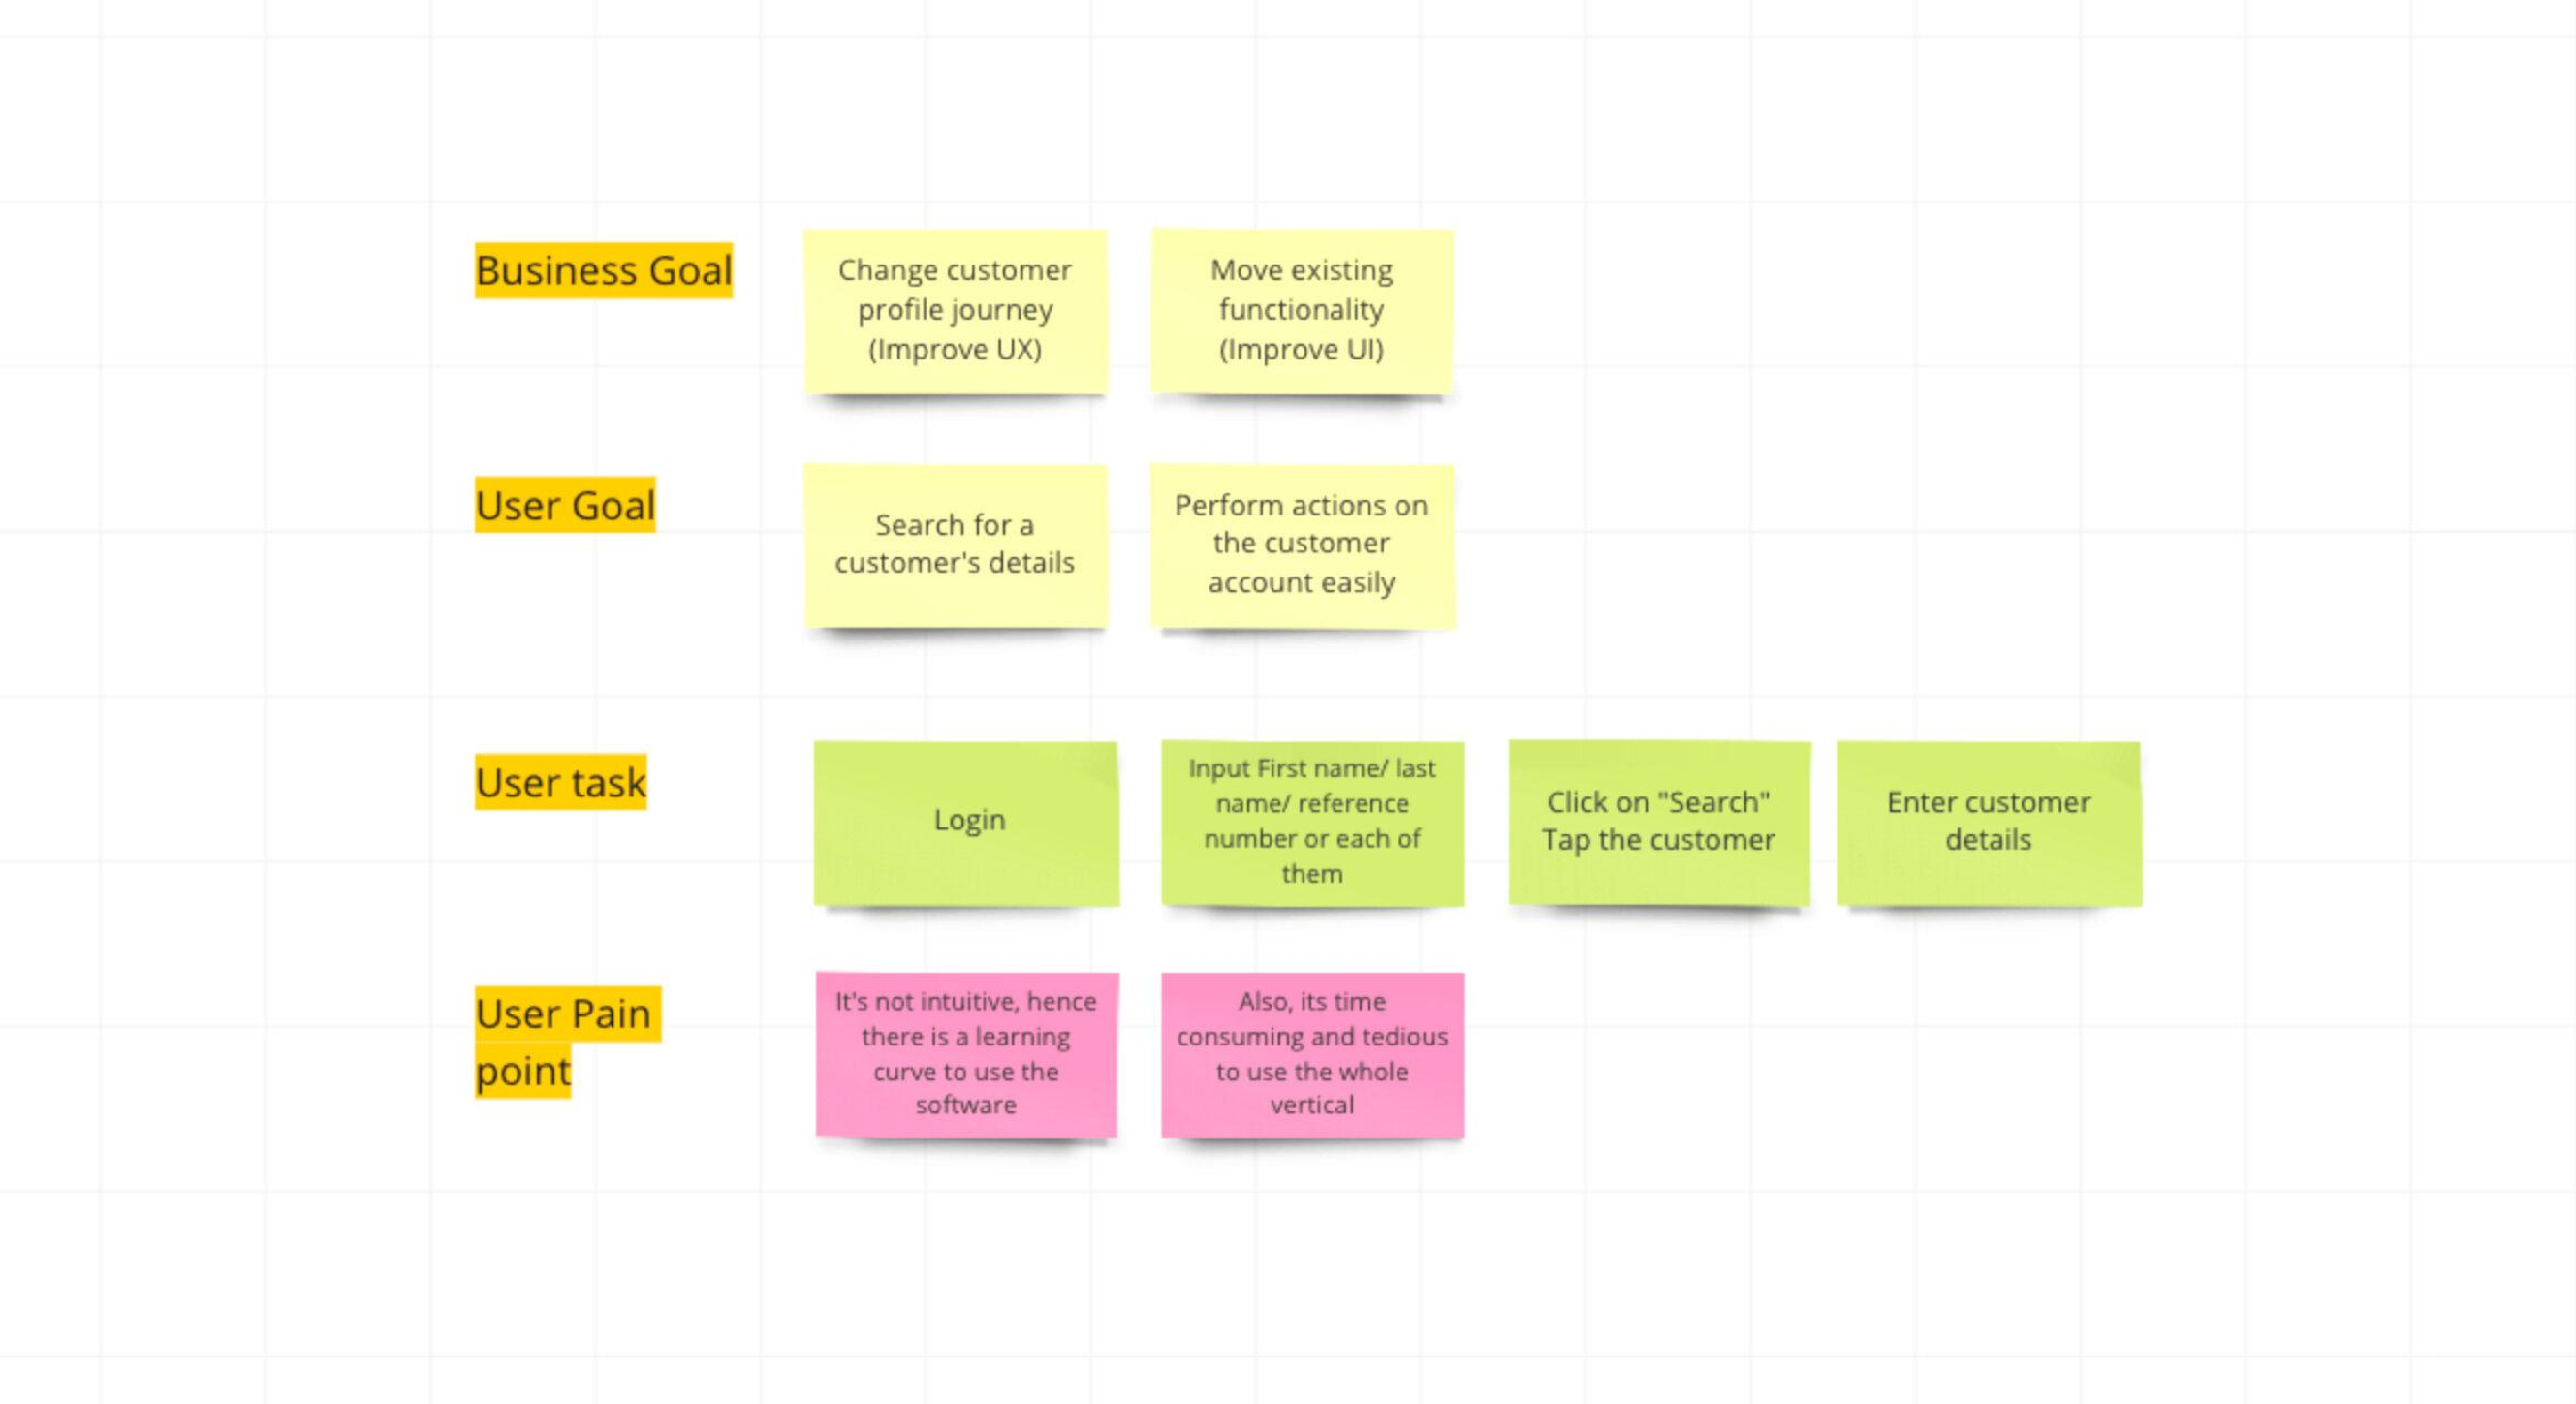 Business Goal
Change customer
profile journey
(Improve UX)
Move existing
functionality
(Improve UI)
User Goal
Search for a
customer's details
Perform actions on
the customer
account easily
User task
Login
Input First name/ last
name/ reference
number or each of
them
Click on "Search"
Tap the customer
Enter customer
details
User Pain
point
It's not intuitive, hence
there is a learning
curve to use the
software
Also, its time
consuming and tedious
to use the whole
vertical